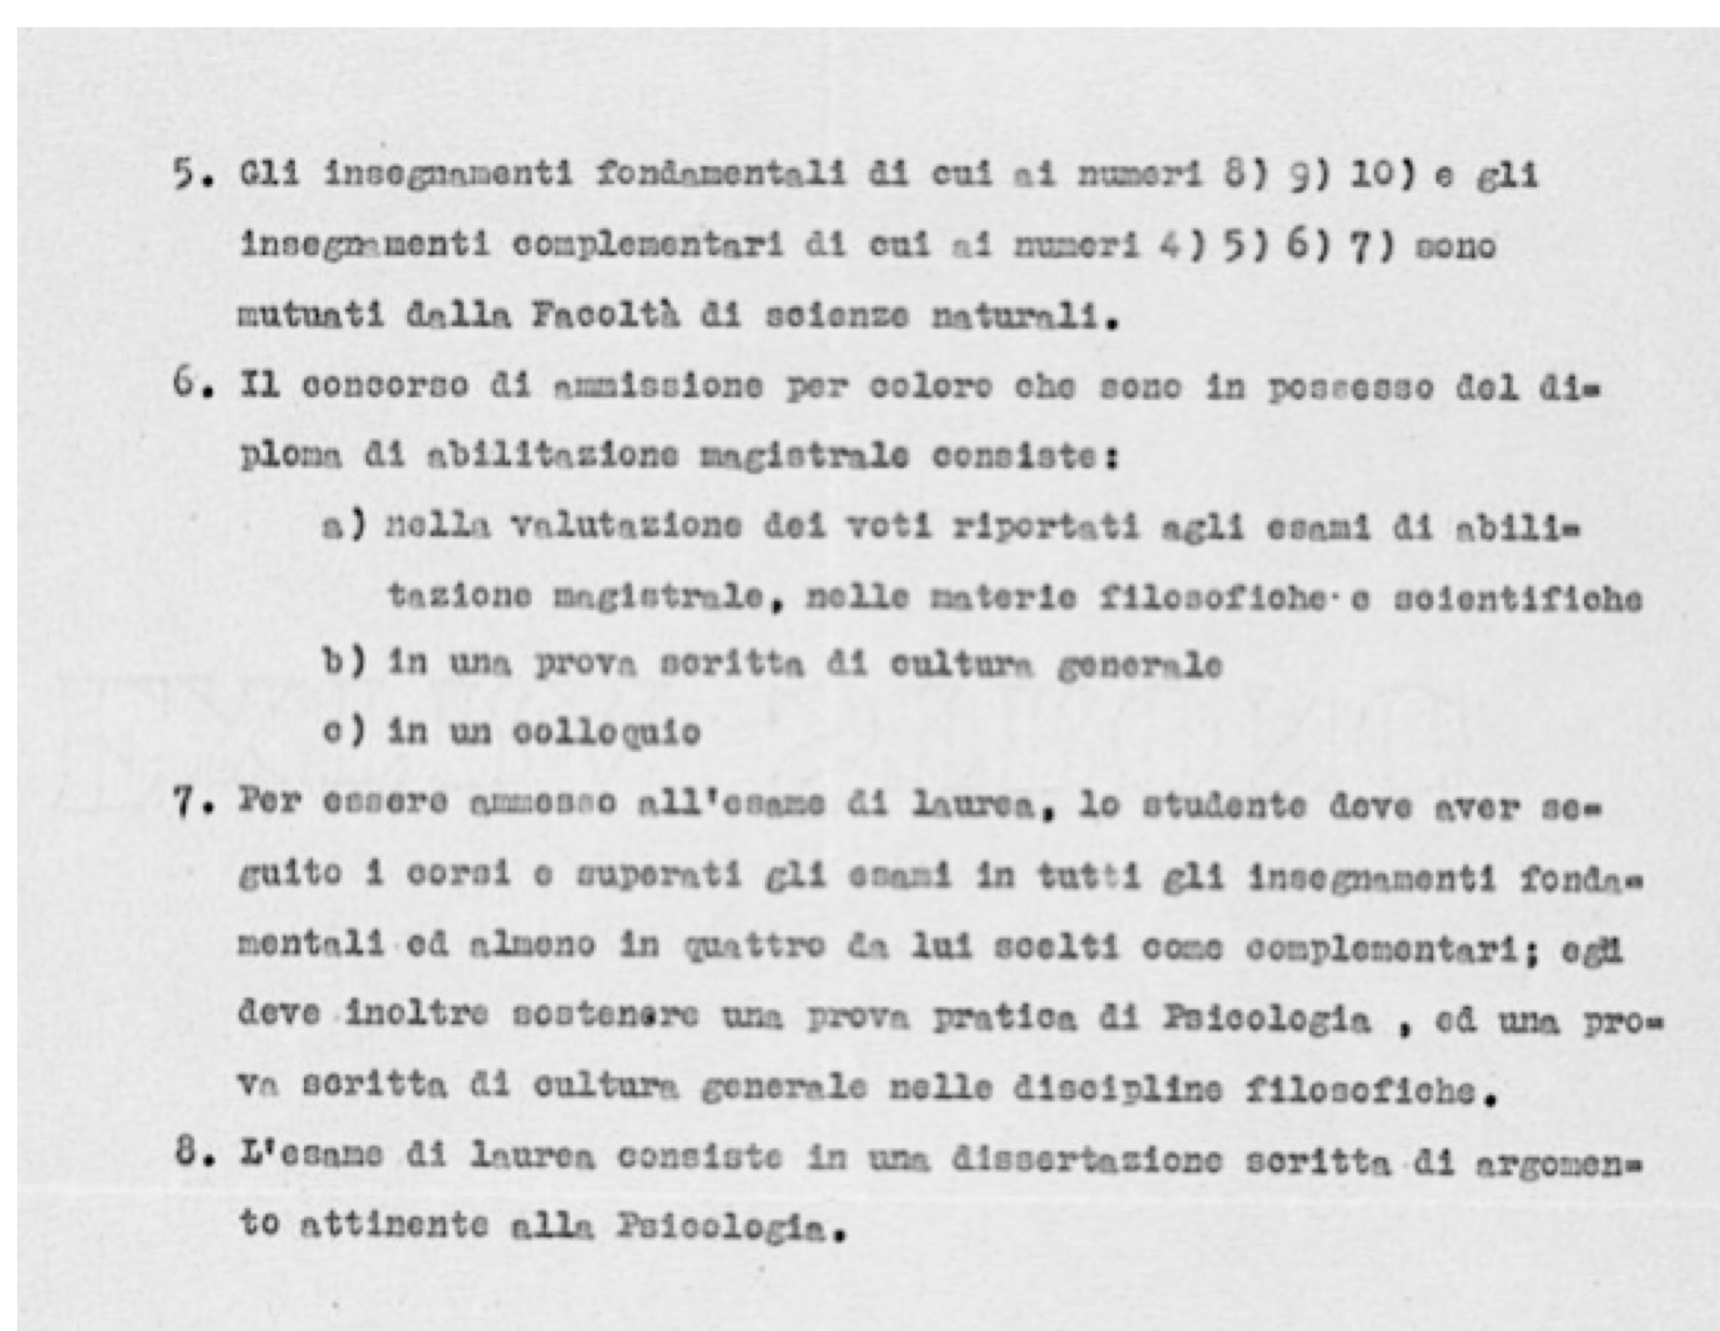 5. Gli insegnamenti fondamentali di cui ai numeri 8) 9) 10) e gli
insegnamenti complementari di cui ai numeri 4) 5) 6) 7) sono
mutuati dalla Facoltà di scienze naturali.
6. Il concorso di ammissione per coloro che sono in possesso del di=
ploma di abilitazione magistrale consiste:
a) nella valutazione dei voti riportati agli esami di abili=
tazione magistrale, nelle materie filosofiche e scientifiche
b) in una prova scritta di cultura generale
c) in un colloquio
7. Per essere ammesso all'esame di laurea, lo studente deve aver se=
guito i corsi e superati gli esami in tutti gli insegnamenti fonda=
mentali ed almeno in quattro da lui scelti come complementari; egli
deve inoltre sostenere una prova pratica di Psicologia , ed una pro=
va scritta di cultura generale nelle discipline filosofiche.
8. L'esame di laurea consiste in una dissertazione scritta di argomen=
to attinente alla Psicologia.